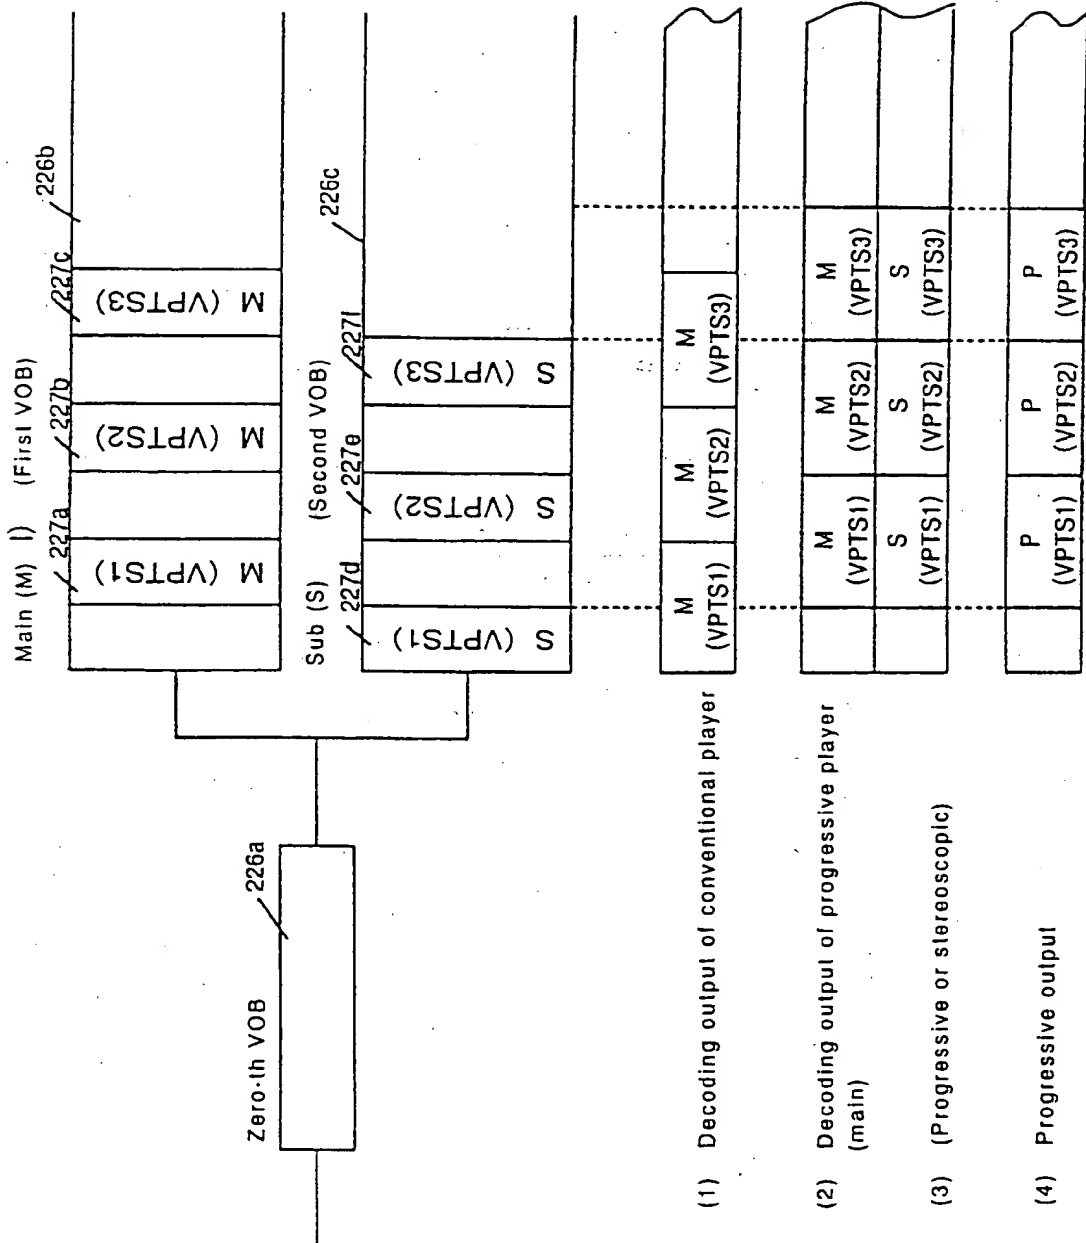 Main (M) I) (First VOB)
227a 227b 227c 226b
M (VPTS1) M (VPTS2) M (VPTS3)
Sub (S) (Second VOB)
227d 227e 227f 226c
S (VPTS1) S (VPTS2) S (VPTS3)
Zero-th VOB 226a
(1) Decoding output of conventional player
M
(VPTS1)
M
(VPTS2)
M
(VPTS3)
(2) Decoding output of progressive player
(main)
M
(VPTS1)
M
(VPTS2)
M
(VPTS3)
(3) (Progressive or stereoscopic)
S
(VPTS1)
S
(VPTS2)
S
(VPTS3)
(4) Progressive output
P
(VPTS1)
P
(VPTS2)
P
(VPTS3)